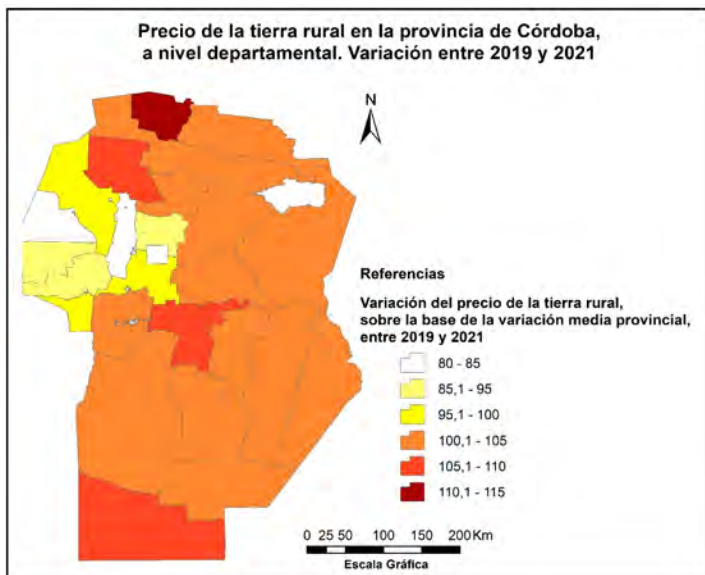 Precio de la tierra rural en la provincia de Córdoba,
a nivel departamental. Variación entre 2019 y 2021
N
Referencias
Variación del precio de la tierra rural,
sobre la base de la variación media provincial,
entre 2019 y 2021
80 - 85
85,1 - 95
95,1 - 100
100,1 - 105
105,1 - 110
110,1 - 115
0 25 50 100 150 200 Km
Escala Gráfica